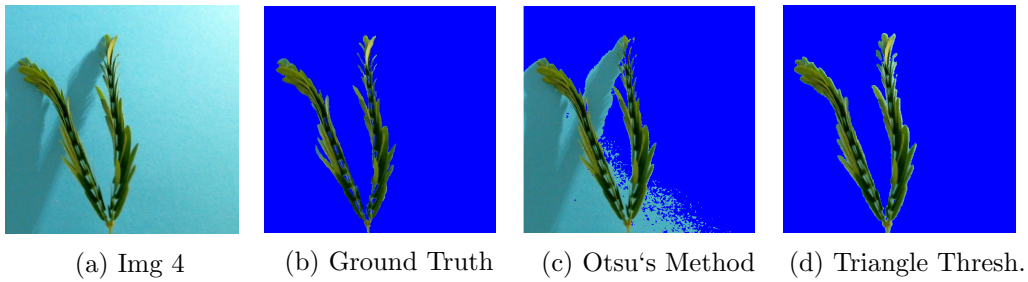 (a) Img 4
(b) Ground Truth
(c) Otsu‘s Method
(d) Triangle Thresh.